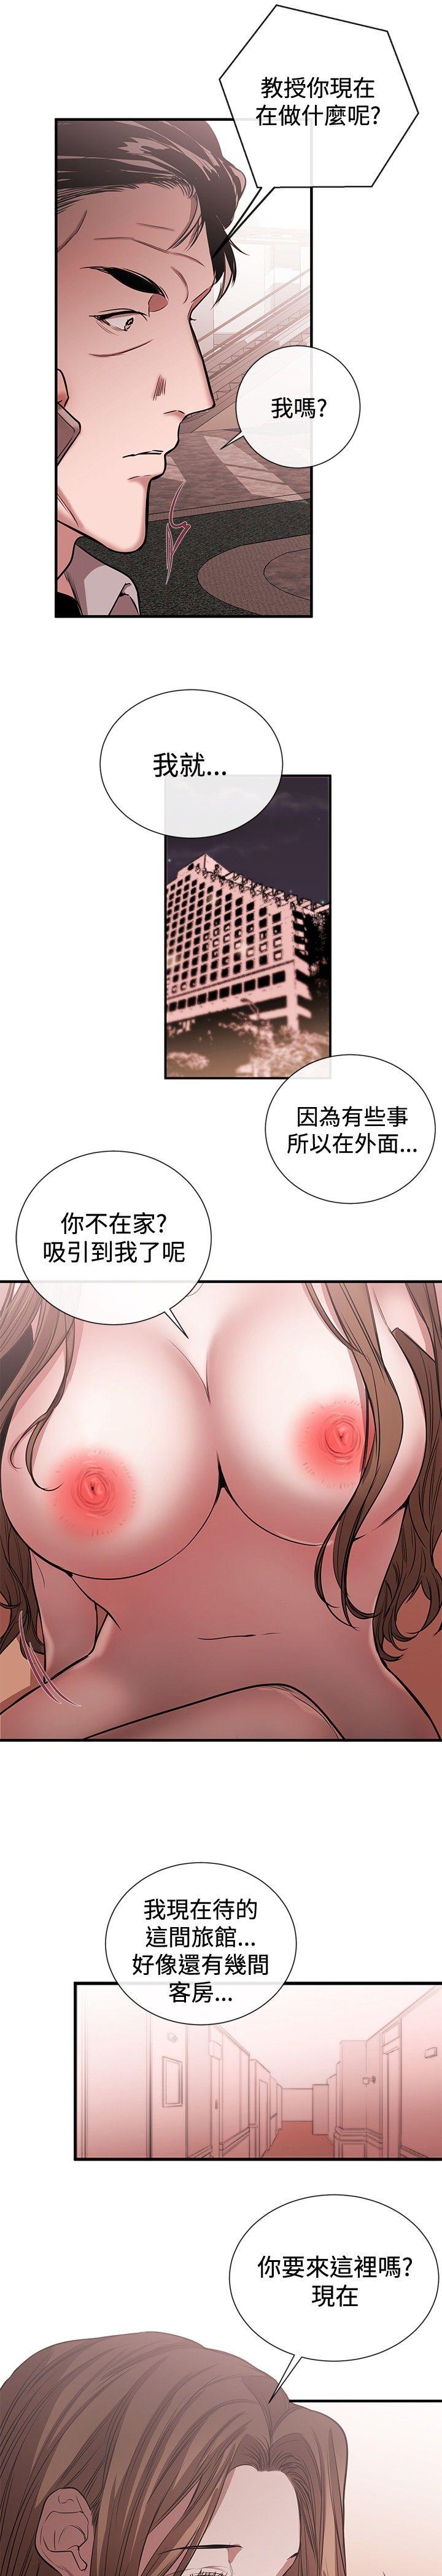 教授你現在
在做什麼呢?
我嗎?
我就...
因為有些事
所以在外面...
你不在家?
吸引到我了呢
我現在待的
這間旅館...
好像還有幾間
客房...
你要來這裡嗎?
現在